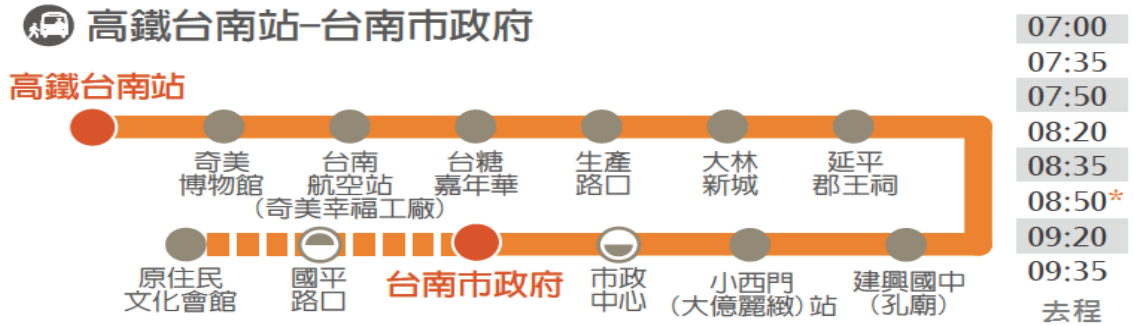 高鐵台南站–台南市政府
高鐵台南站
奇美
博物館
台南
航空站
(奇美幸福工廠)
台糖
嘉年華
生產
路口
大林
新城
延平
郡王祠
原住民
文化會館
國平
路口
台南市政府
市政
中心
小西門
(大億麗緻)站
建興國中
(孔廟)
07:00
07:35
07:50
08:20
08:35
08:50*
09:20
09:35
去程